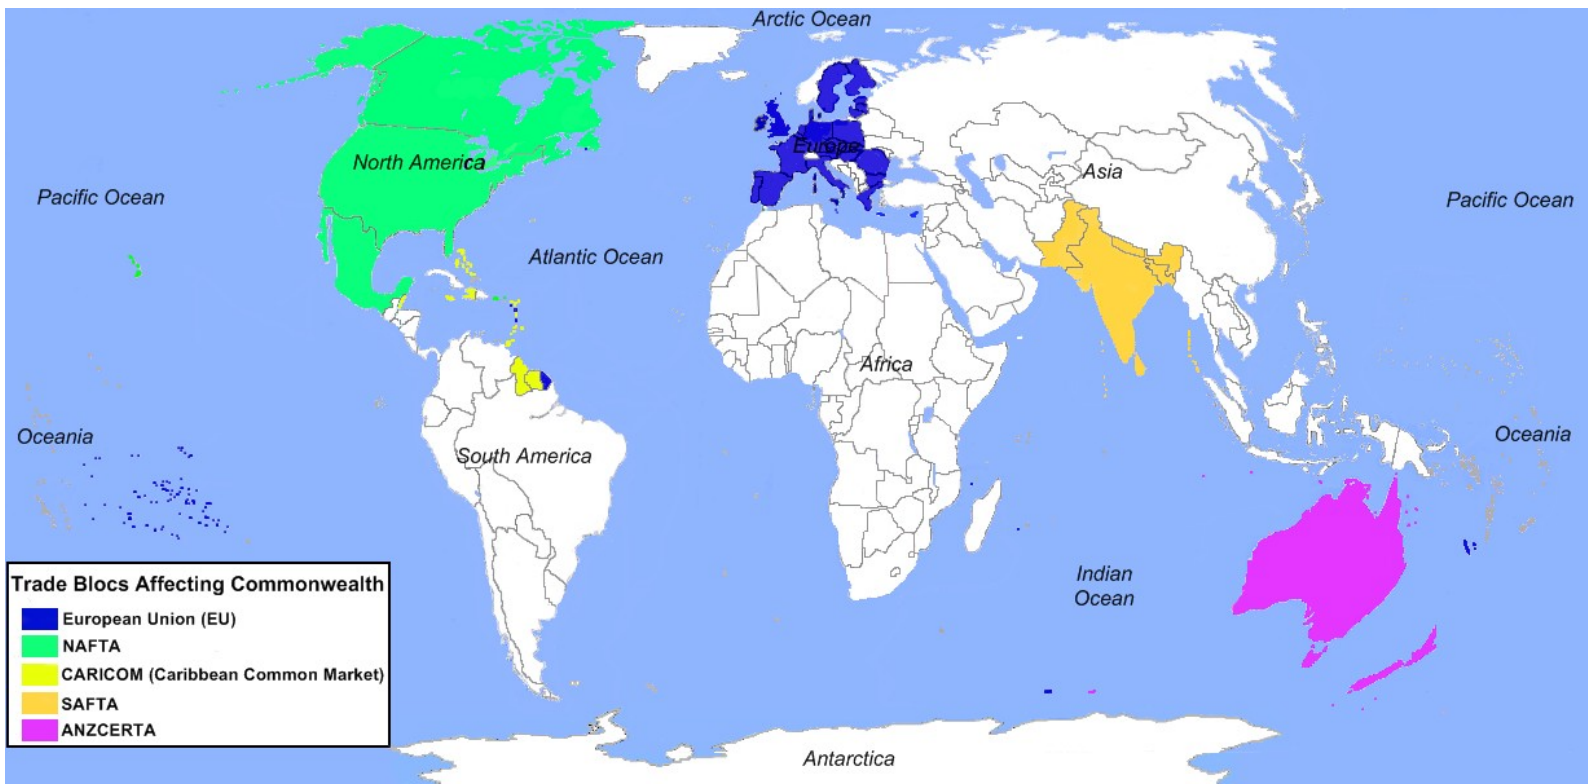 Arctic Ocean
North America
Europe
Asia
Pacific Ocean
Pacific Ocean
Atlantic Ocean
Africa
Oceania
Oceania
South America
Indian
Ocean
Trade Blocs Affecting Commonwealth
European Union (EU)
NAFTA
CARICOM (Caribbean Common Market)
SAFTA
ANZCERTA
Antarctica